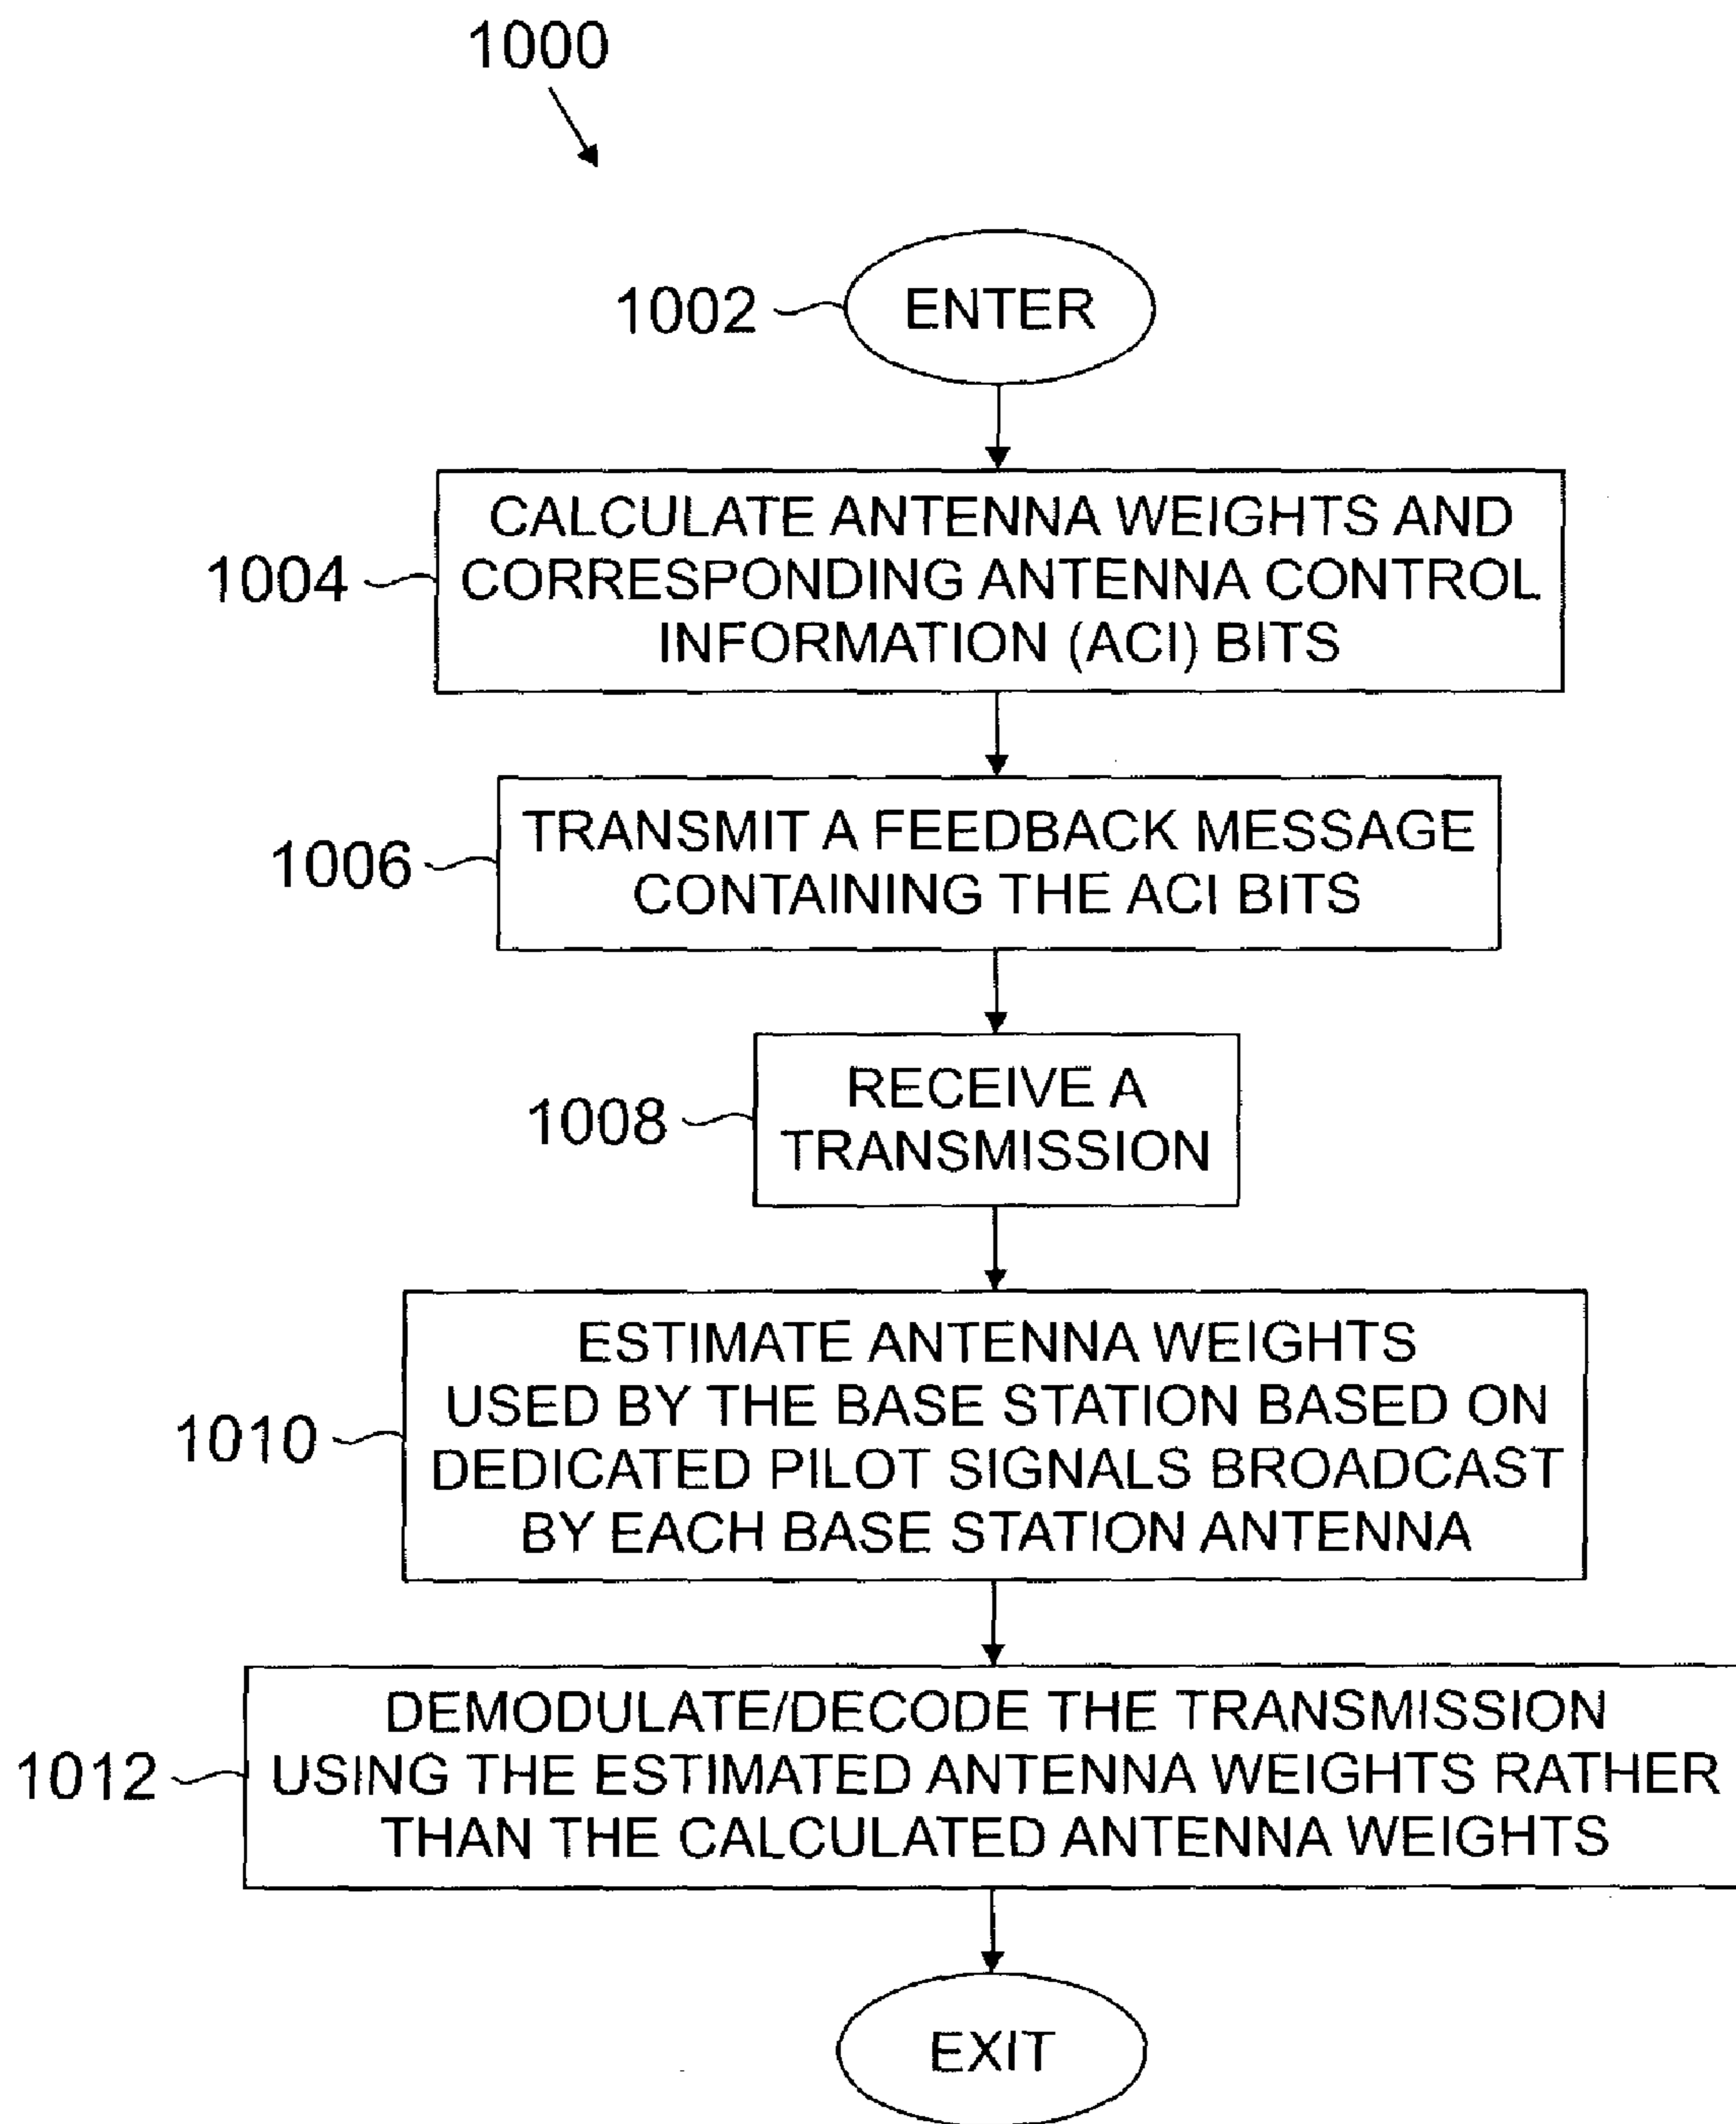 1000
1002
ENTER
1004
CALCULATE ANTENNA WEIGHTS AND
CORRESPONDING ANTENNA CONTROL
INFORMATION (ACI) BITS
1006
TRANSMIT A FEEDBACK MESSAGE
CONTAINING THE ACI BITS
1008
RECEIVE A
TRANSMISSION
1010
ESTIMATE ANTENNA WEIGHTS
USED BY THE BASE STATION BASED ON
DEDICATED PILOT SIGNALS BROADCAST
BY EACH BASE STATION ANTENNA
1012
DEMODULATE/DECODE THE TRANSMISSION
USING THE ESTIMATED ANTENNA WEIGHTS RATHER
THAN THE CALCULATED ANTENNA WEIGHTS
EXIT